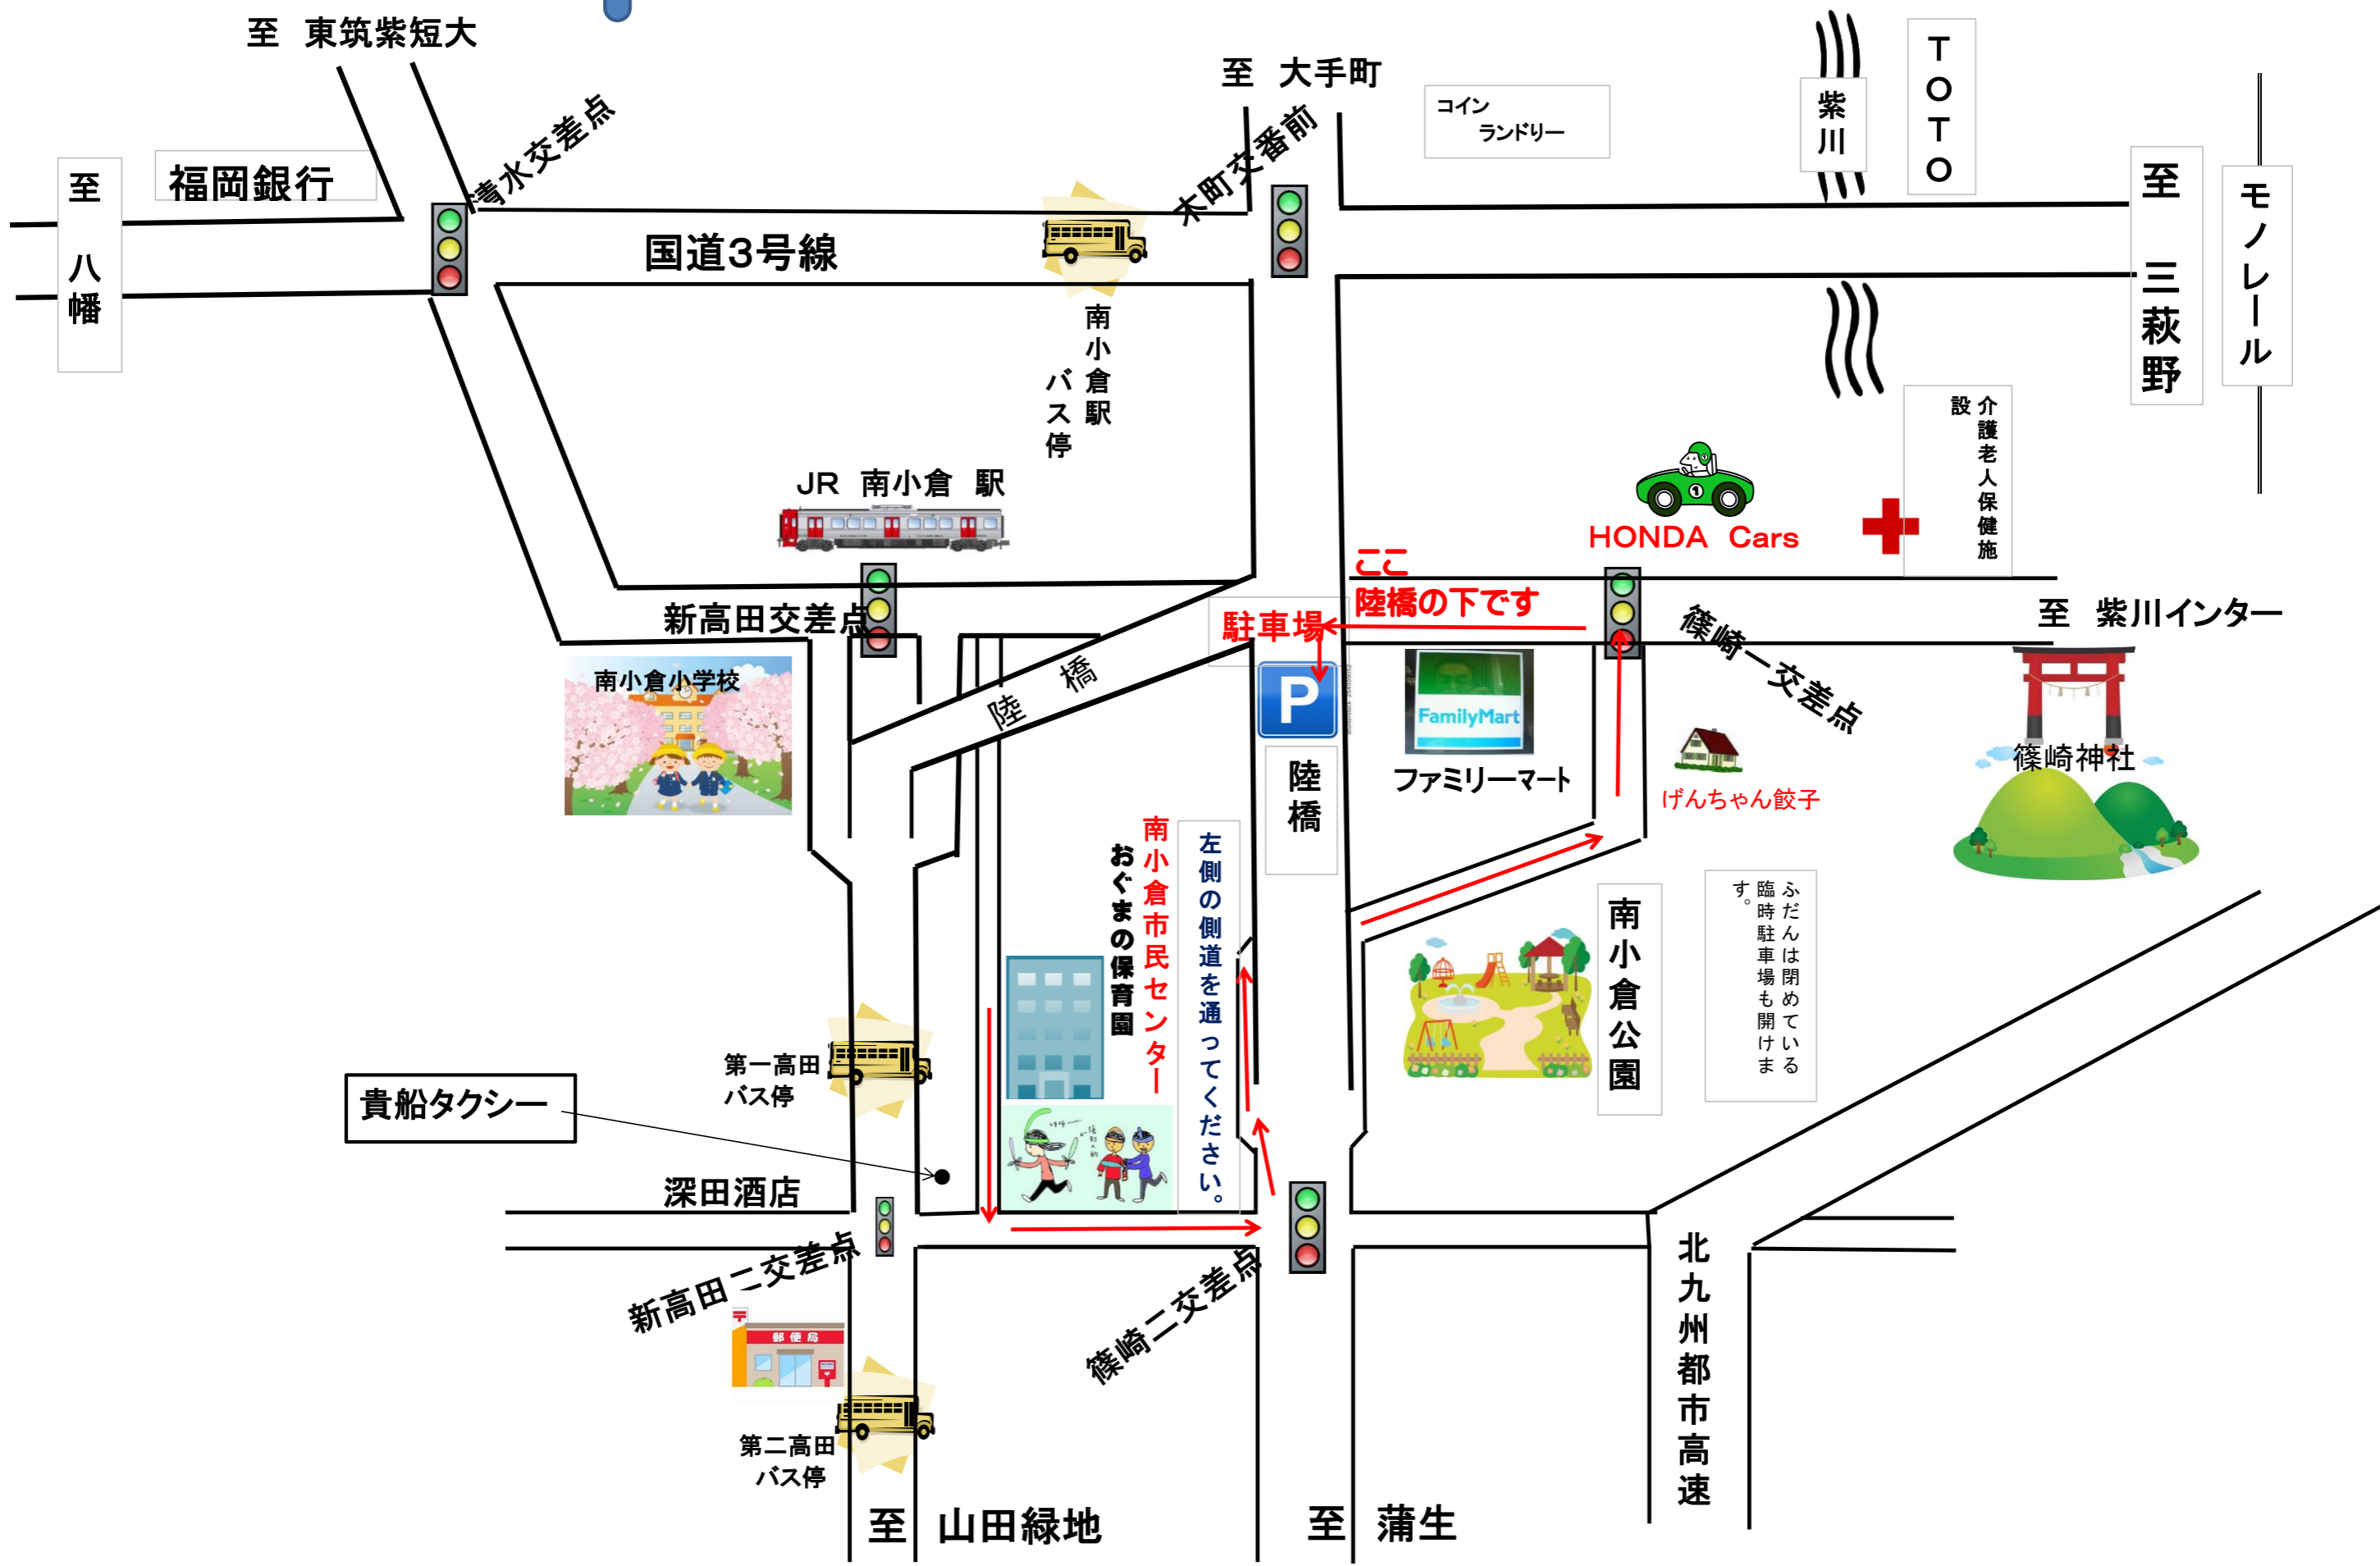 至　東筑紫短大
至　大手町
清水交差点
木町交番前
コイン
ランドリー
紫川
TOTO
至　八幡
福岡銀行
国道3号線
至　三萩野
モノレール
南小倉駅
バス停
介護老人保健施
設
JR　南小倉　駅
HONDA　Cars
ここ
陸橋の下です
駐車場
新高田交差点
篠崎一交差点
至　紫川インター
南小倉小学校
陸　橋
P
FamilyMart
ファミリーマート
陸橋
げんちゃん餃子
篠崎神社
南小倉市民センター
おぐまの保育園
左側の側道を通ってください。
南小倉公園
ふだんは閉めている
臨時駐車場も開けま
す。
第一高田
バス停
貴船タクシー
深田酒店
新高田二交差点
篠崎二交差点
郵便局
第二高田
バス停
北九州都市高速
至　山田緑地
至　蒲生